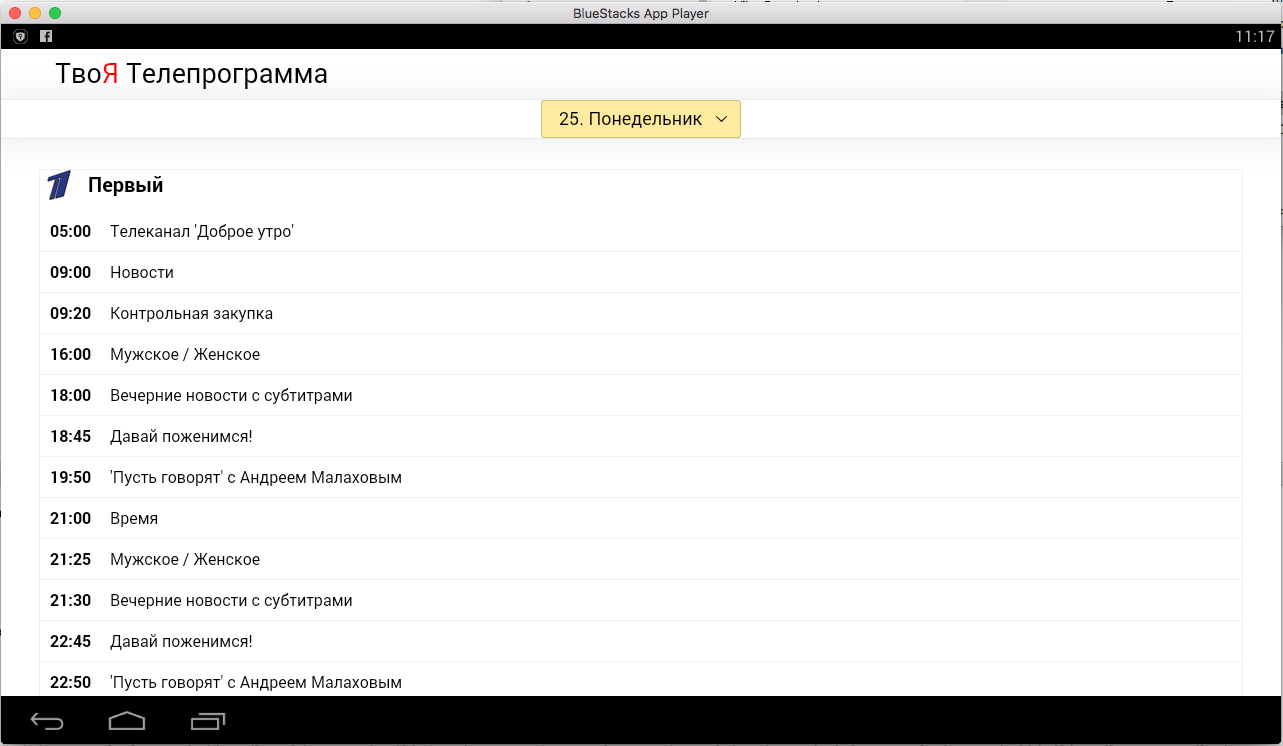 BlueStacks App Player
11:17
ТвоЯ Телепрограмма
25. Понедельник
Первый
05:00 Телеканал 'Доброе утро'
09:00 Новости
09:20 Контрольная закупка
16:00 Мужское / Женское
18:00 Вечерние новости с субтитрами
18:45 Давай поженимся!
19:50 'Пусть говорят' с Андреем Малаховым
21:00 Время
21:25 Мужское / Женское
21:30 Вечерние новости с субтитрами
22:45 Давай поженимся!
22:50 'Пусть говорят' с Андреем Малаховым